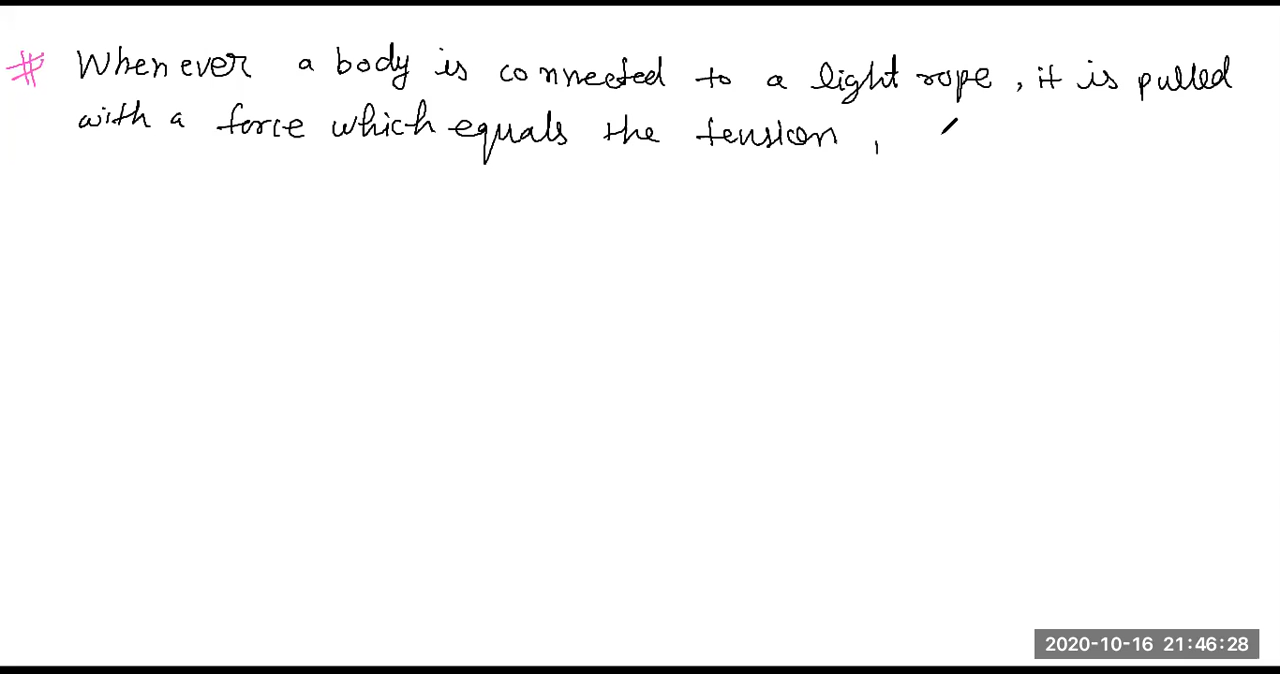 # Whenever a body is connected to a light rope, it is pulled
with a force which equals the tension,
2020-10-16 21:46:28